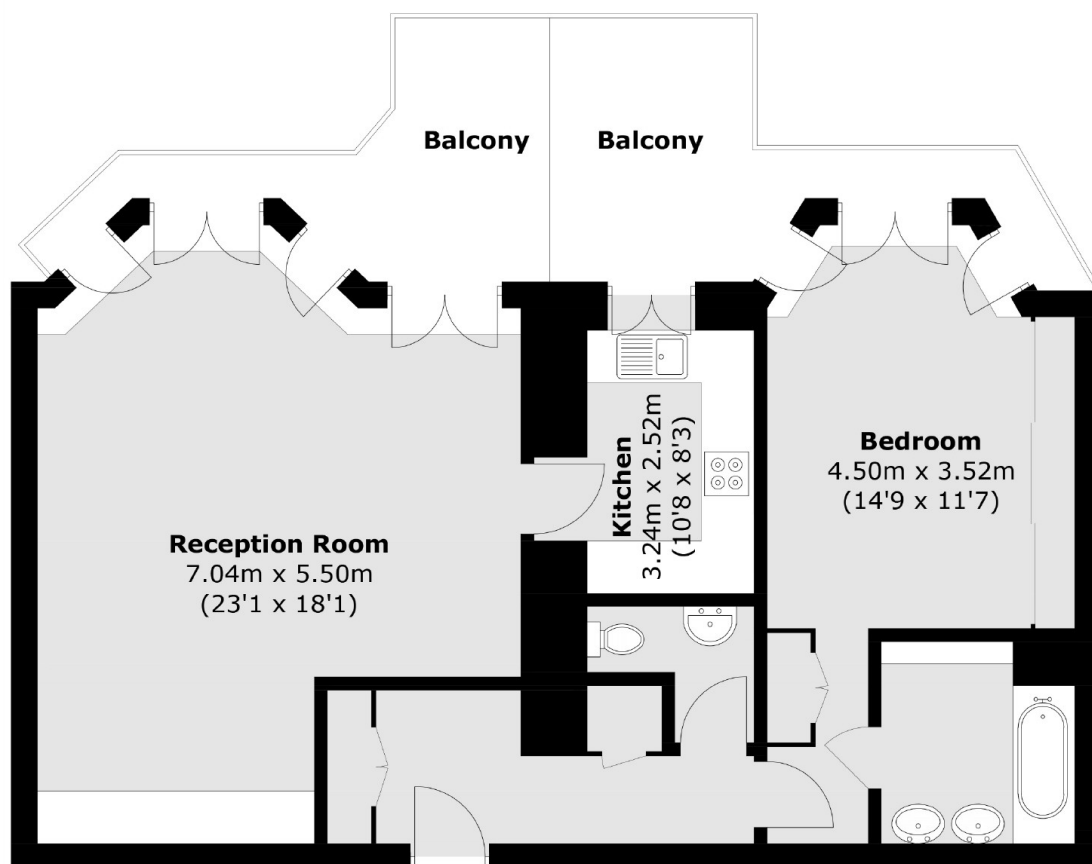 Balcony
Balcony
Reception Room
7.04m x 5.50m
(23'1 x 18'1)
Kitchen
3.24m x 2.52m
(10'8 x 8'3)
Bedroom
4.50m x 3.52m
(14'9 x 11'7)